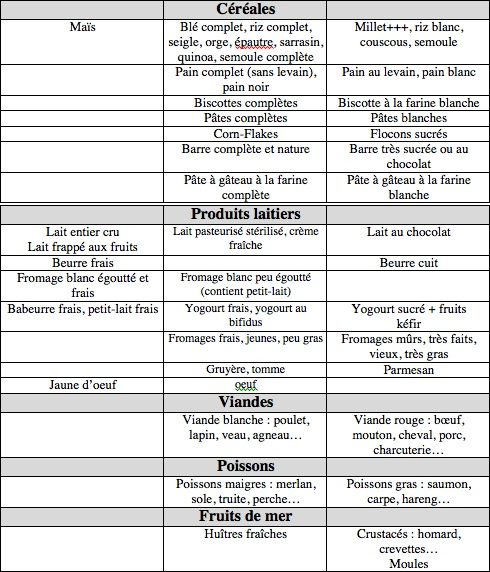 Céréales
Maïs
Blé complet, riz complet,
seigle, orge, épautre, sarrasin,
quinoa, semoule complète
Millet+++, riz blanc,
couscous, semoule
Pain complet (sans levain),
pain noir
Pain au levain, pain blanc
Biscottes complètes
Biscotte à la farine blanche
Pâtes complètes
Pâtes blanches
Corn-Flakes
Flocons sucrés
Barre complète et nature
Barre très sucrée ou au
chocolat
Pâte à gâteau à la farine
complète
Pâte à gâteau à la farine
blanche
Produits laitiers
Lait entier cru
Lait frappé aux fruits
Lait pasteurisé stérilisé, crème
fraîche
Lait au chocolat
Beurre frais
Beurre cuit
Fromage blanc égoutté et
frais
Fromage blanc peu égoutté
(contient petit-lait)
Babeurre frais, petit-lait frais
Yogourt frais, yogourt au
bifidus
Yogourt sucré + fruits
kéfir
Fromages frais, jeunes, peu gras
Fromages mûrs, très faits,
vieux, très gras
Gruyère, tomme
Parmesan
Jaune d'oeuf
oeuf
Viandes
Viande blanche : poulet,
lapin, veau, agneau…
Viande rouge : bœuf,
mouton, cheval, porc,
charcuterie…
Poissons
Poissons maigres : merlan,
sole, truite, perche…
Poissons gras : saumon,
carpe, hareng…
Fruits de mer
Huîtres fraîches
Crustacés : homard,
crevettes…
Moules